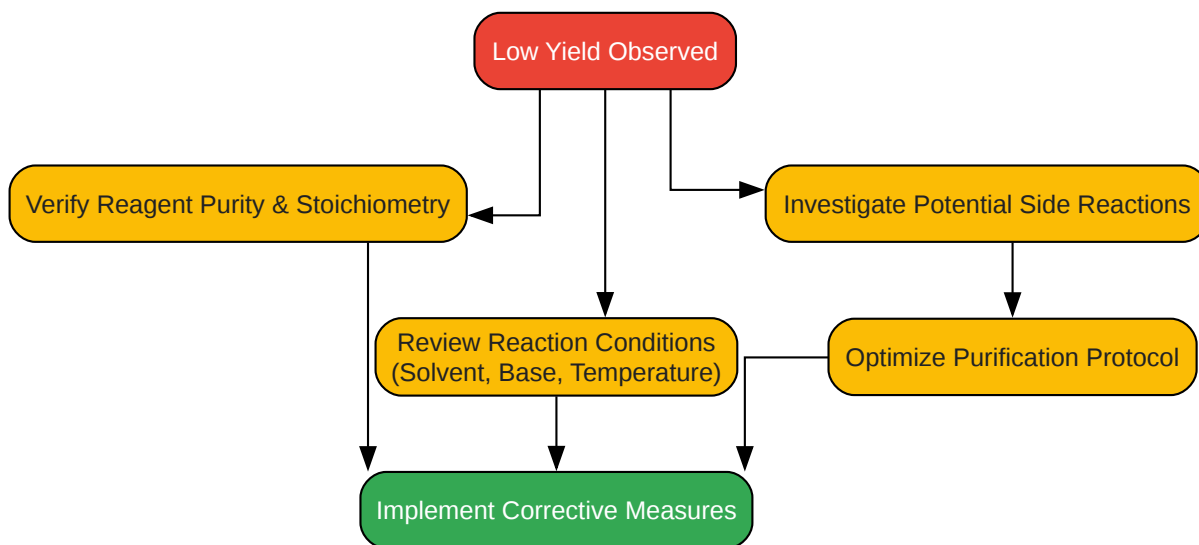 Low Yield Observed
Verify Reagent Purity & Stoichiometry
Investigate Potential Side Reactions
Review Reaction Conditions
(Solvent, Base, Temperature)
Optimize Purification Protocol
Implement Corrective Measures